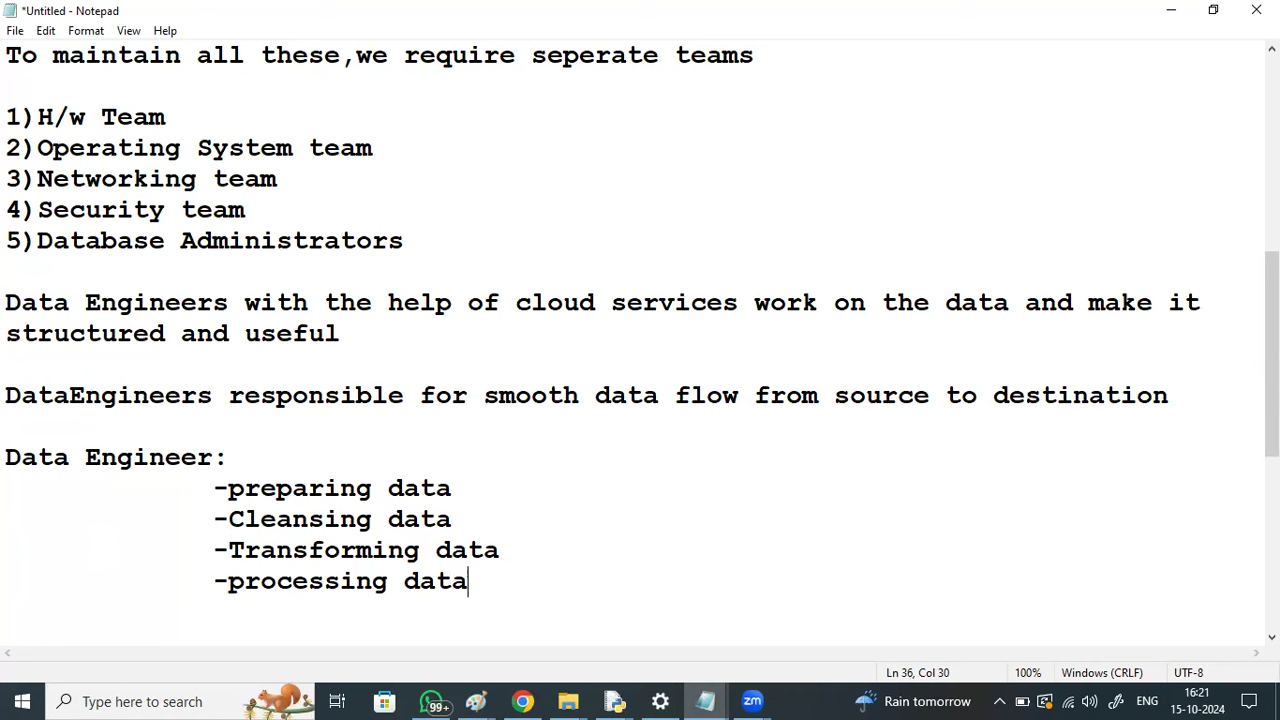 *Untitled - Notepad
File Edit Format View Help
To maintain all these,we require seperate teams
1)H/w Team
2)Operating System team
3)Networking team
4)Security team
5)Database Administrators
Data Engineers with the help of cloud services work on the data and make it
structured and useful
DataEngineers responsible for smooth data flow from source to destination
Data Engineer:
-preparing data
-Cleansing data
-Transforming data
-processing data
Ln 36, Col 30 100% Windows (CRLF) UTF-8
Type here to search 99+ zm Rain tomorrow ENG 16:21
15-10-2024